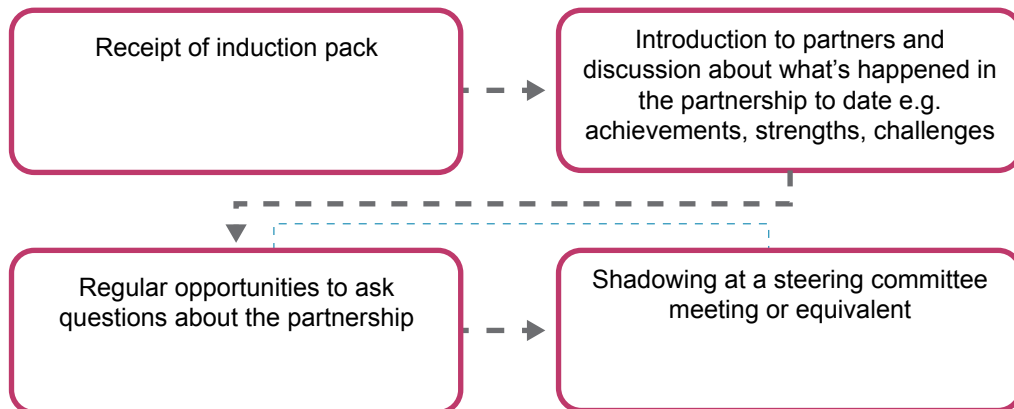 Receipt of induction pack
Introduction to partners and
discussion about what's happened in
the partnership to date e.g.
achievements, strengths, challenges
Regular opportunities to ask
questions about the partnership
Shadowing at a steering committee
meeting or equivalent